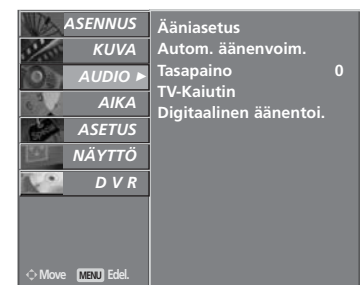 ASENNUS
KUVA
AUDIO ►
AIKA
ASETUS
NÄYTTÖ
D V R
Move MENU Edel.
Ääniasetus
Autom. äänenvoim.
Tasapaino 0
TV-Kaiutin
Digitaalinen äänentoi.